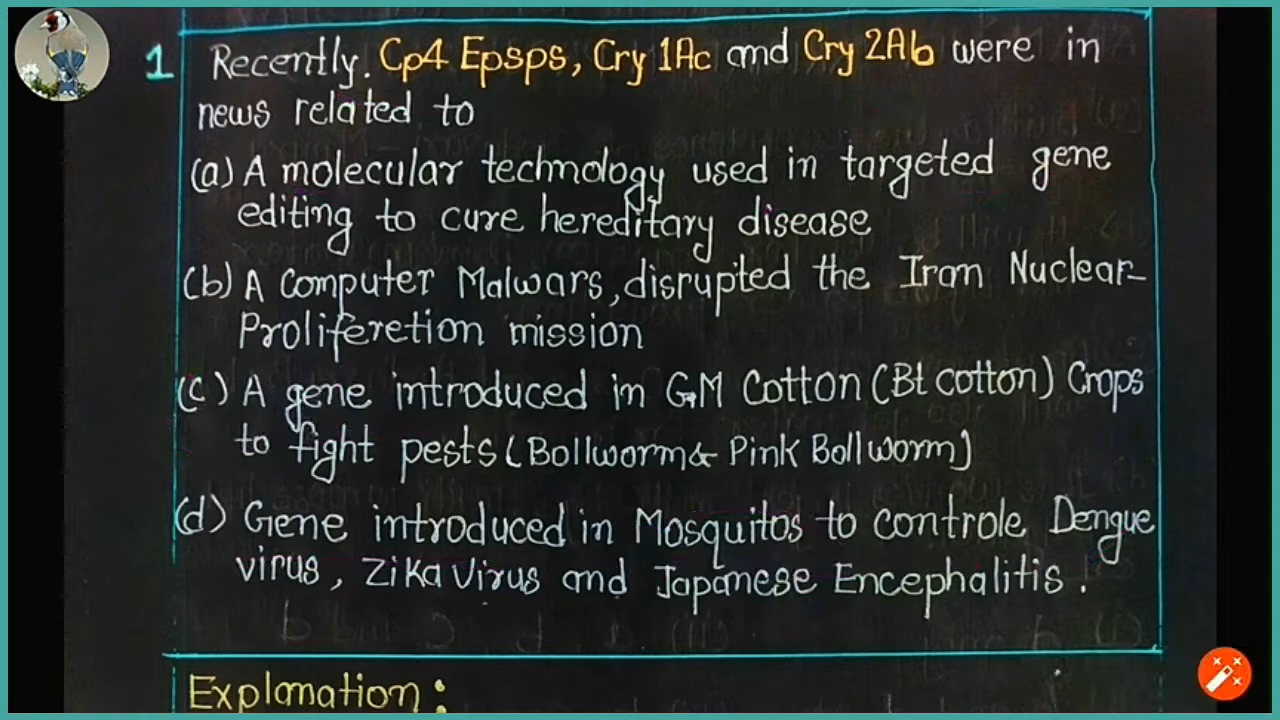 1 Recently. Cp4 Epsps, Cry 1Ac and Cry 2Ab were in
news related to
(a) A molecular technology used in targeted gene
editing to cure hereditary disease
(b) A Computer Malwars, disrupted the Iran Nuclear-
Proliferetion mission
(c) A gene introduced in GM Cotton (Bt cotton) Crops
to fight pests (Bollworm & Pink Bollworm)
(d) Gene introduced in Mosquitos to controle Dengue
virus, Zika Virus and Japanese Encephalitis.
Explanation: